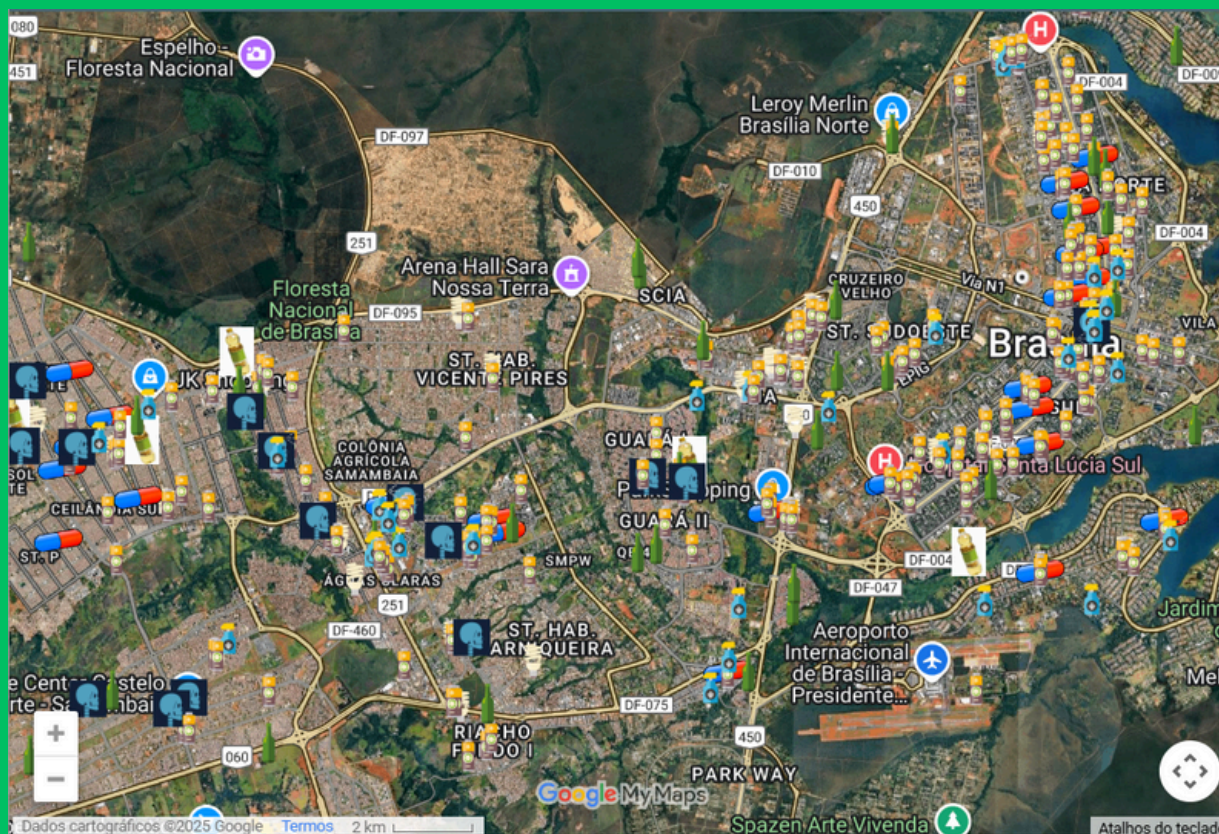 080
451
Espelho -
Floresta Nacional
DF-097
DF-004
DF-00
Leroy Merlin
Brasília Norte
DF-010
450
251
Arena Hall Sara
Nossa Terra
SCIA
CRUZEIRO
VELHO
Via N1
DF-004
Floresta
Nacional
de Brasília
DF-095
ST. HAB.
VICENTE PIRES
ST. SUDOESTE
EPIG
Brasília
VILA
JK Shopping
COLÔNIA
AGRÍCOLA
SAMAMBAIA
GUARÁ I
Santa Lúcia Sul
CEILÂNDIA SUL
GUARÁ II
ST. P
SMPW
DF-004
DF-047
ÁGUAS CLARAS
251
DF-460
ST. HAB.
ARNIQUEIRA
Aeroporto
Internacional
de Brasília-
Presidente...
Jardim
DF-075
RIACHO
FUNDO I
060
450
PARK WAY
Google My Maps
Spazen Arte Vivenda
Dados cartográficos ©2025 Google
Termos
2 km
Atalhos do teclad